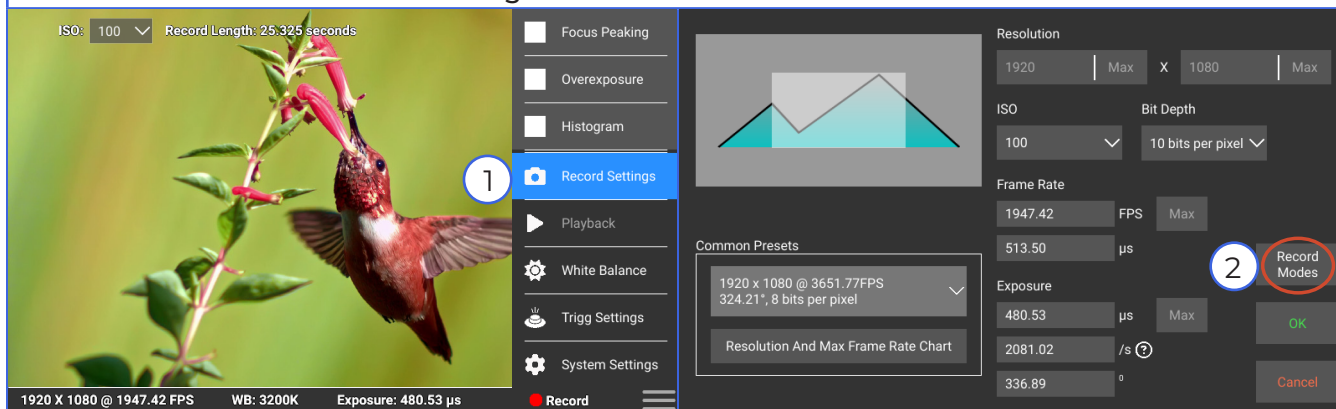 ISO: 100 Record Length: 25.325 seconds
1920 X 1080 @ 1947.42 FPS WB: 3200K Exposure: 480.53 µs
Focus Peaking
Overexposure
Histogram
1
Record Settings
Playback
White Balance
Trigg Settings
System Settings
Record
Common Presets
1920 x 1080 @ 3651.77FPS
324.21°, 8 bits per pixel
Resolution And Max Frame Rate Chart
Resolution
1920 Max X 1080 Max
ISO Bit Depth
100 10 bits per pixel
Frame Rate
1947.42 FPS Max
513.50 µs
Exposure
480.53 µs Max
2081.02 /s ?
336.89 °
2
Record
Modes
OK
Cancel